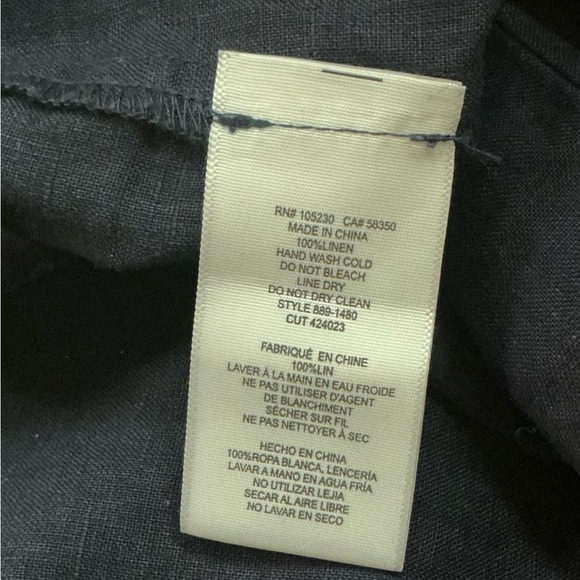 RN# 105230 CA# 58350
MADE IN CHINA
100%LINEN
HAND WASH COLD
DO NOT BLEACH
LINE DRY
DO NOT DRY CLEAN
STYLE 889-1480
CUT 424023
FABRIQUÉ EN CHINE
100%LIN
LAVER À LA MAIN EN EAU FROIDE
NE PAS UTILISER D'AGENT
DE BLANCHIMENT
SÉCHER SUR FIL
NE PAS NETTOYER À SEC
HECHO EN CHINA
100%ROPA BLANCA, LENCERÍA
LAVAR A MANO EN AGUA FRÍA
NO UTILIZAR LEJIA
SECAR AL AIRE LIBRE
NO LAVAR EN SECO